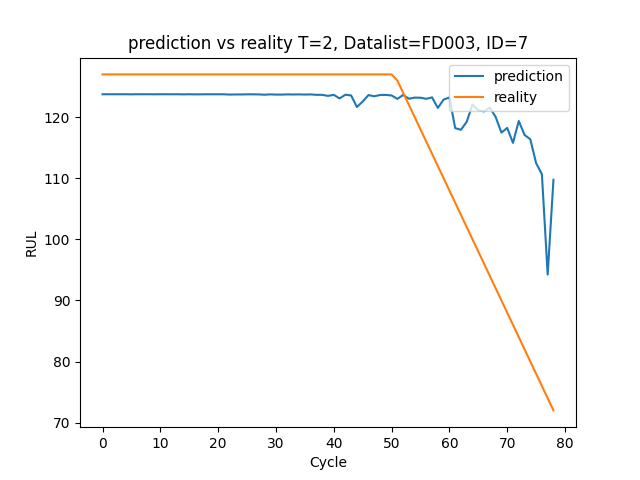 prediction vs reality T=2, Datalist=FD003, ID=7
prediction
reality
120
110
100
90
80
70
RUL
0 10 20 30 40 50 60 70 80
Cycle